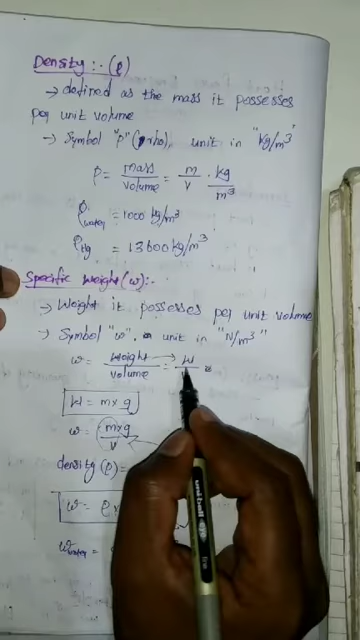 Density :- (ρ)
→ defined as the mass it possesses
per unit volume
→ Symbol "ρ" (rho), unit in "kg/m³"
ρ = mass/volume = m/v · kg/m³
ρwater = 1000 kg/m³
ρHg = 13600 kg/m³
Specific Weight (w) :-
→ Weight it possesses per unit volume
→ Symbol "w". unit in "N/m³"
w = Weight/volume → = W/
W = m x g
w = m x g/v
density (ρ) =
w = ρ
wwater =
uni-ball